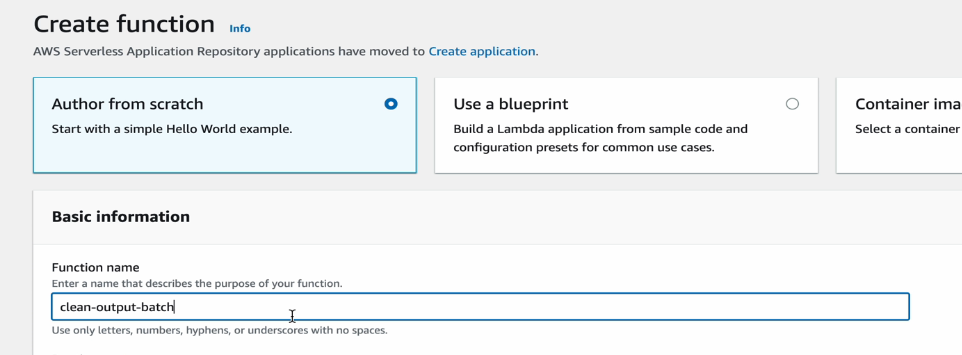 Create function Info
AWS Serverless Application Repository applications have moved to Create application.
Author from scratch
Start with a simple Hello World example.
Use a blueprint
Build a Lambda application from sample code and
configuration presets for common use cases.
Container ima
Select a container
Basic information
Function name
Enter a name that describes the purpose of your function.
clean-output-batch
Use only letters, numbers, hyphens, or underscores with no spaces.